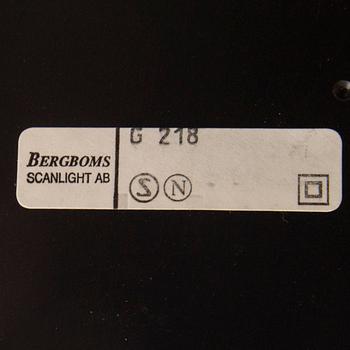 BERGBOMS
SCANLIGHT AB
G 218
S N